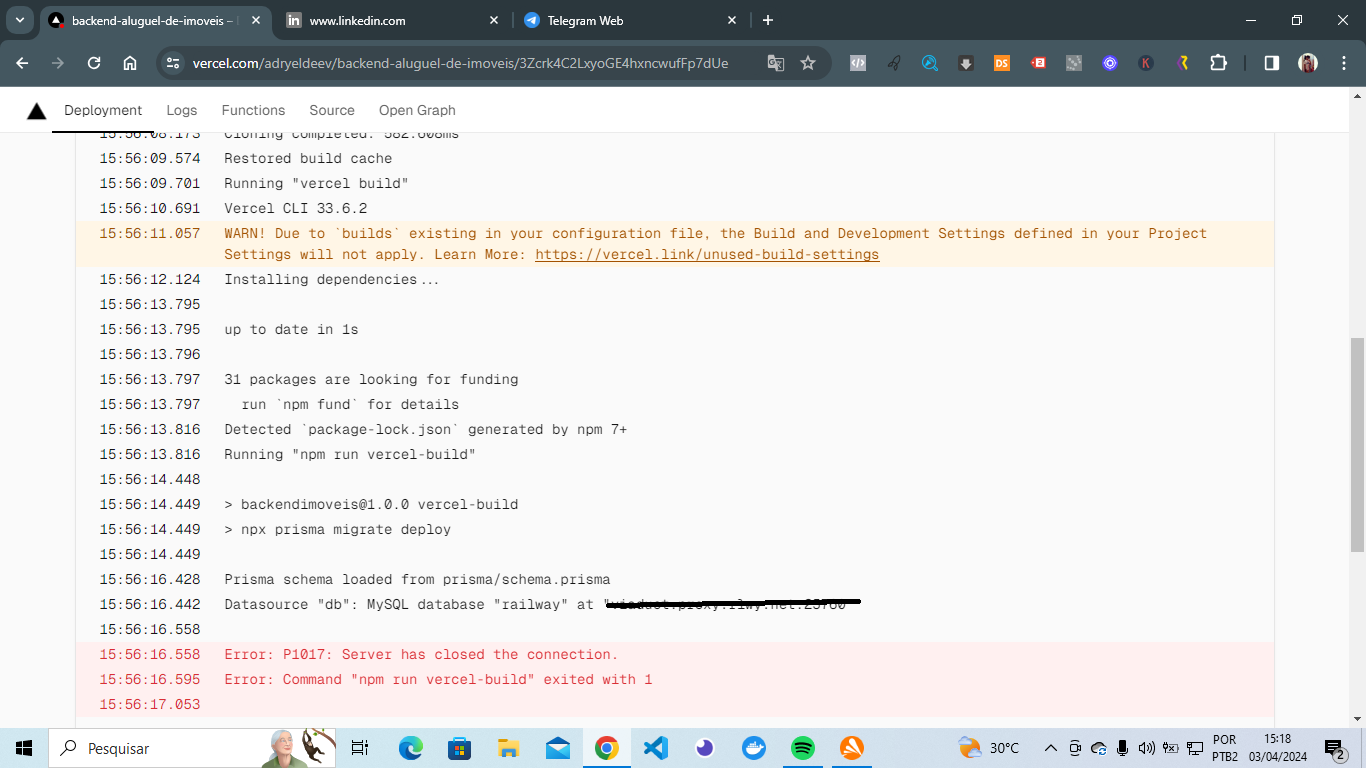 backend-aluguel-de-imoveis –
www.linkedin.com
Telegram Web
vercel.com/adryeldeev/backend-aluguel-de-imoveis/3Zcrk4C2LxyoGE4hxncwufFp7dUe
Deployment
Logs
Functions
Source
Open Graph
15:56:08.173 Cloning completed: 582.608ms
15:56:09.574 Restored build cache
15:56:09.701 Running "vercel build"
15:56:10.691 Vercel CLI 33.6.2
15:56:11.057 WARN! Due to `builds` existing in your configuration file, the Build and Development Settings defined in your Project
Settings will not apply. Learn More: https://vercel.link/unused-build-settings
15:56:12.124 Installing dependencies...
15:56:13.795
15:56:13.795 up to date in 1s
15:56:13.796
15:56:13.797 31 packages are looking for funding
15:56:13.797 run `npm fund` for details
15:56:13.816 Detected `package-lock.json` generated by npm 7+
15:56:13.816 Running "npm run vercel-build"
15:56:14.448
15:56:14.449 > backendimoveis@1.0.0 vercel-build
15:56:14.449 > npx prisma migrate deploy
15:56:14.449
15:56:16.428 Prisma schema loaded from prisma/schema.prisma
15:56:16.442 Datasource "db": MySQL database "railway" at "
15:56:16.558
15:56:16.558 Error: P1017: Server has closed the connection.
15:56:16.595 Error: Command "npm run vercel-build" exited with 1
15:56:17.053
Pesquisar
30°C
POR
PTB2
15:18
03/04/2024
2